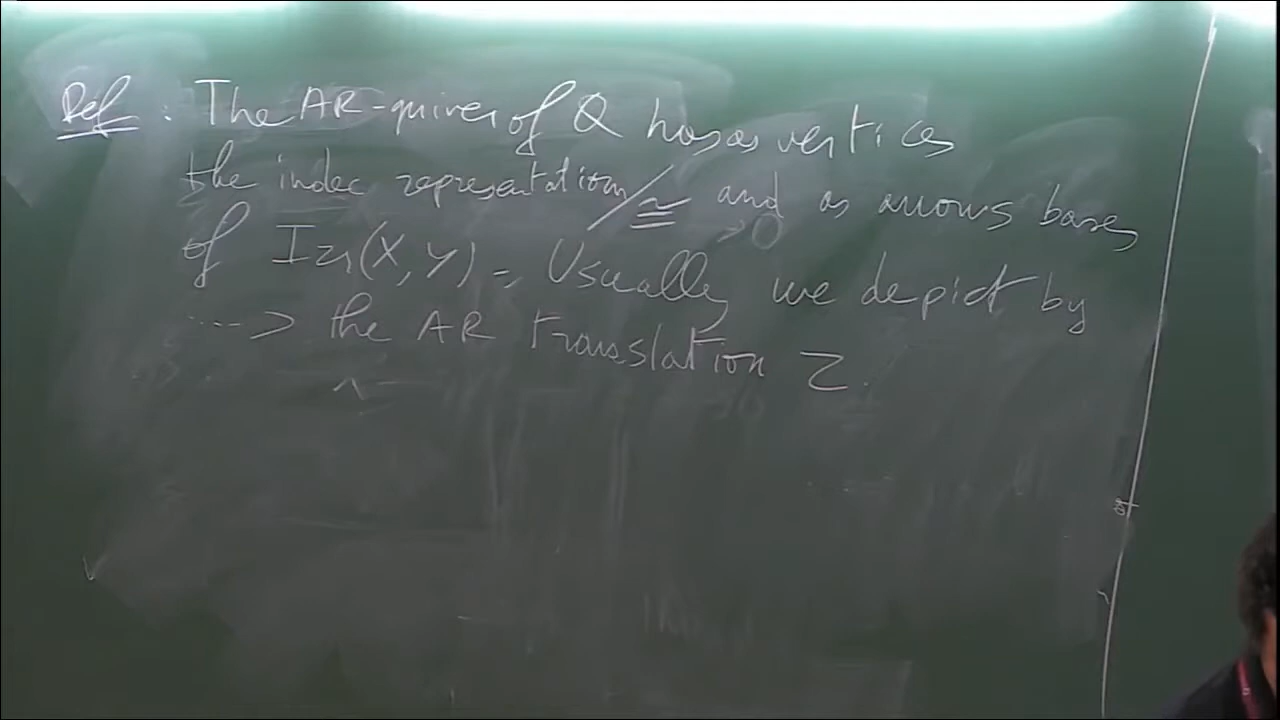 Def : The AR-quiver of Q has as vertices
the indec representations/≅ and as arrows bases
of Irr(X, Y). Usually we depict by
⇢ the AR translation τ.